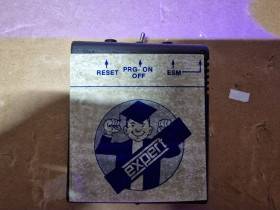 RESET PRG- ON ESM
OFF
expert